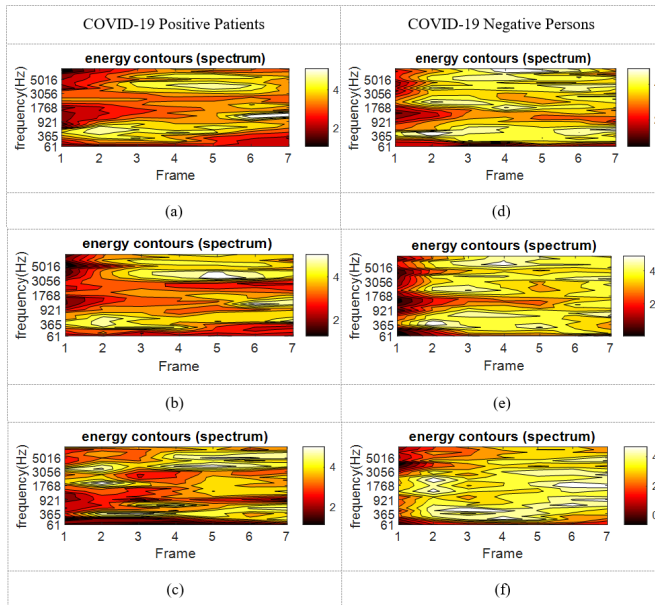 COVID-19 Positive Patients
COVID-19 Negative Persons
energy contours (spectrum)
frequency(Hz)
5016
3056
1768
921
365
61
1 2 3 4 5 6 7
Frame
4
2
(a)
energy contours (spectrum)
frequency(Hz)
5016
3056
1768
921
365
61
1 2 3 4 5 6 7
Frame
4
2
(d)
energy contours (spectrum)
frequency(Hz)
5016
3056
1768
921
365
61
1 2 3 4 5 6 7
Frame
4
2
(b)
energy contours (spectrum)
frequency(Hz)
5016
3056
1768
921
365
61
1 2 3 4 5 6 7
Frame
4
2
(e)
energy contours (spectrum)
frequency(Hz)
5016
3056
1768
921
365
61
1 2 3 4 5 6 7
Frame
4
2
(c)
energy contours (spectrum)
frequency(Hz)
5016
3056
1768
921
365
61
1 2 3 4 5 6 7
Frame
4
2
0
(f)